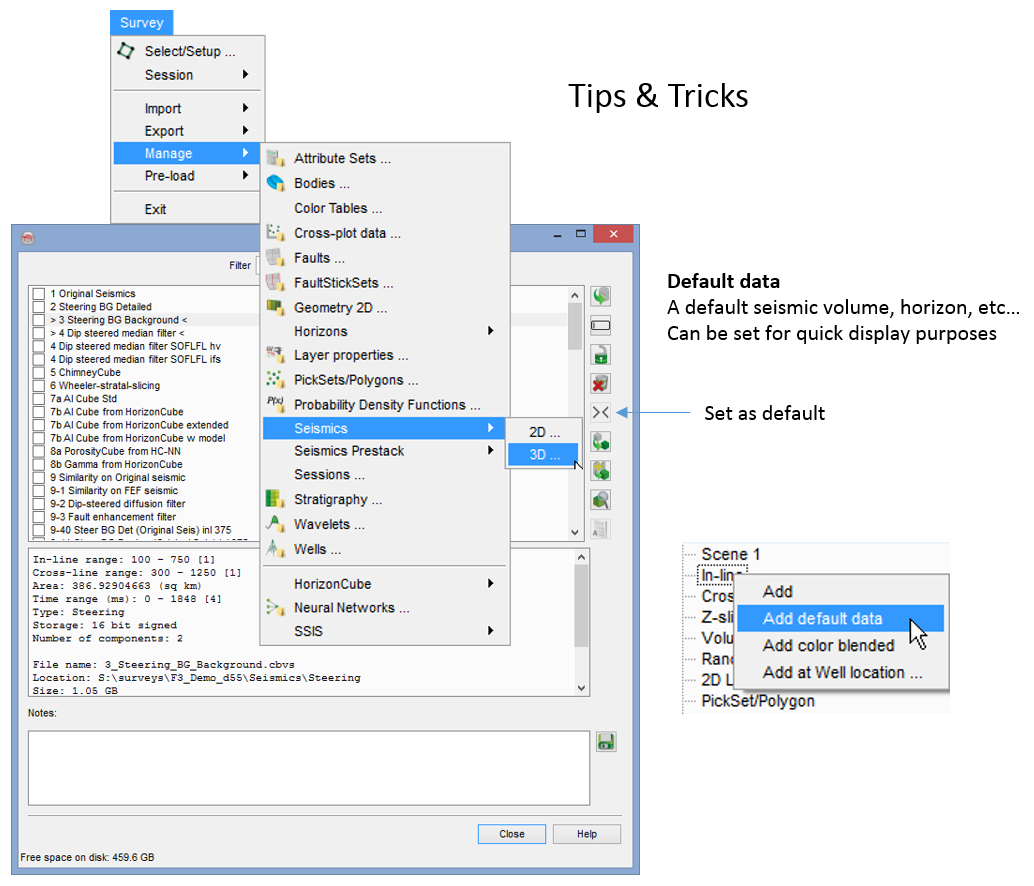 Survey
Select/Setup ...
Session
Import
Export
Manage
Pre-load
Exit
Tips & Tricks
Attribute Sets ...
Bodies ...
Color Tables ...
Cross-plot data ...
Faults ...
FaultStickSets ...
Geometry 2D ...
Horizons
Layer properties ...
PickSets/Polygons ...
P(x)
Probability Density Functions ...
Seismics
Seismics Prestack
Sessions ...
Stratigraphy ...
Wavelets ...
Wells ...
HorizonCube
Neural Networks ...
SSIS
2D ...
3D ...
Filter
1 Original Seismics
2 Steering BG Detailed
> 3 Steering BG Background <
> 4 Dip steered median filter <
4 Dip steered median filter SOFLFL hv
4 Dip steered median filter SOFLFL ifs
5 ChimneyCube
6 Wheeler-stratal-slicing
7a AI Cube Std
7b AI Cube from HorizonCube
7b AI Cube from HorizonCube extended
7b AI Cube from HorizonCube w model
8a PorosityCube from HC-NN
8b Gamma from HorizonCube
9 Similarity on Original seismic
9-1 Similarity on FEF seismic
9-2 Dip-steered diffusion filter
9-3 Fault enhancement filter
9-40 Steer BG Det (Original Seis) inl 375
In-line range: 100 - 750 [1]
Cross-line range: 300 - 1250 [1]
Area: 386.92904663 (sq km)
Time range (ms): 0 - 1848 [4]
Type: Steering
Storage: 16 bit signed
Number of components: 2
File name: 3_Steering_BG_Background.cbvs
Location: S:\surveys\F3_Demo_d55\Seismics\Steering
Size: 1.05 GB
Notes:
Close
Help
Free space on disk: 459.6 GB
Default data
A default seismic volume, horizon, etc...
Can be set for quick display purposes
Set as default
Scene 1
In-line
Cros
Z-sli
Volu
Rand
2D L
PickSet/Polygon
Add
Add default data
Add color blended
Add at Well location ...